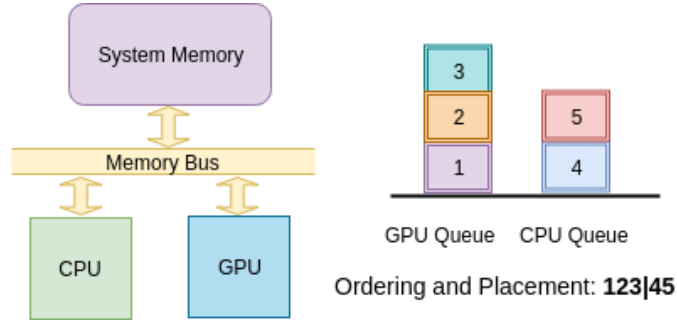 System Memory
Memory Bus
CPU
GPU
3
2
1
5
4
GPU Queue
CPU Queue
Ordering and Placement: 123|45